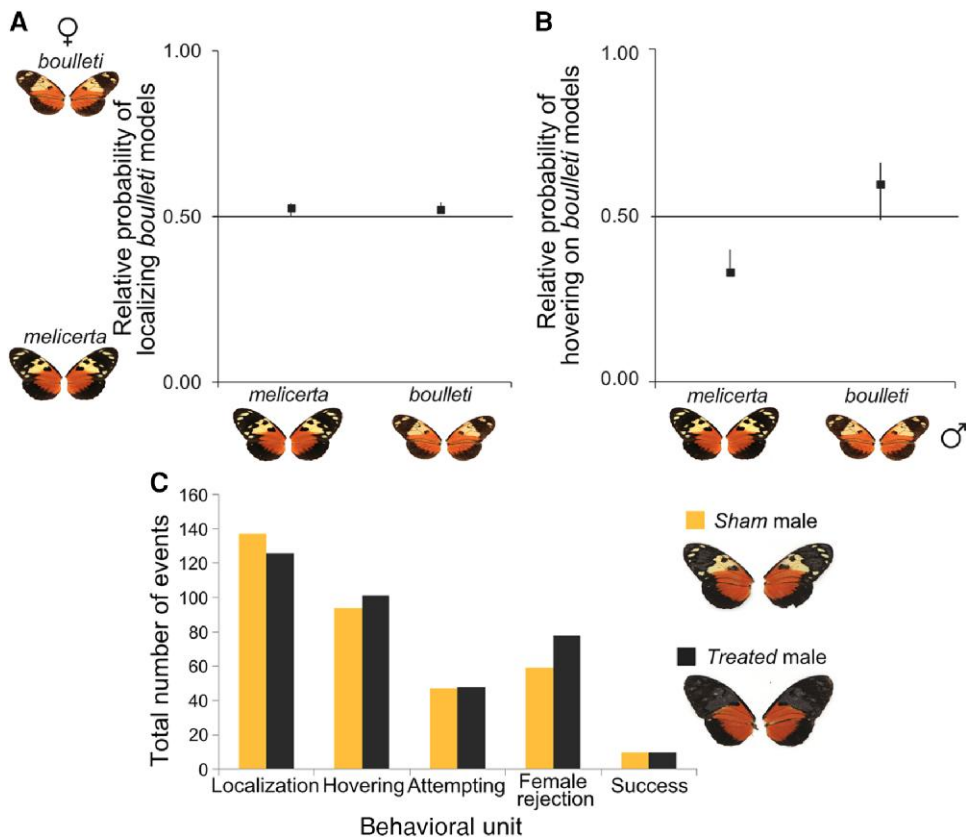 A
♀
boulleti
melicerta
Relative probability of
localizing boulleti models
1.00
0.50
0.00
melicerta
boulleti
B
Relative probability of
hovering on boulleti models
1.00
0.50
0.00
melicerta
boulleti
♂
C
Total number of events
160
140
120
100
80
60
40
20
0
Localization
Hovering
Attempting
Female
rejection
Success
Behavioral unit
Sham male
Treated male